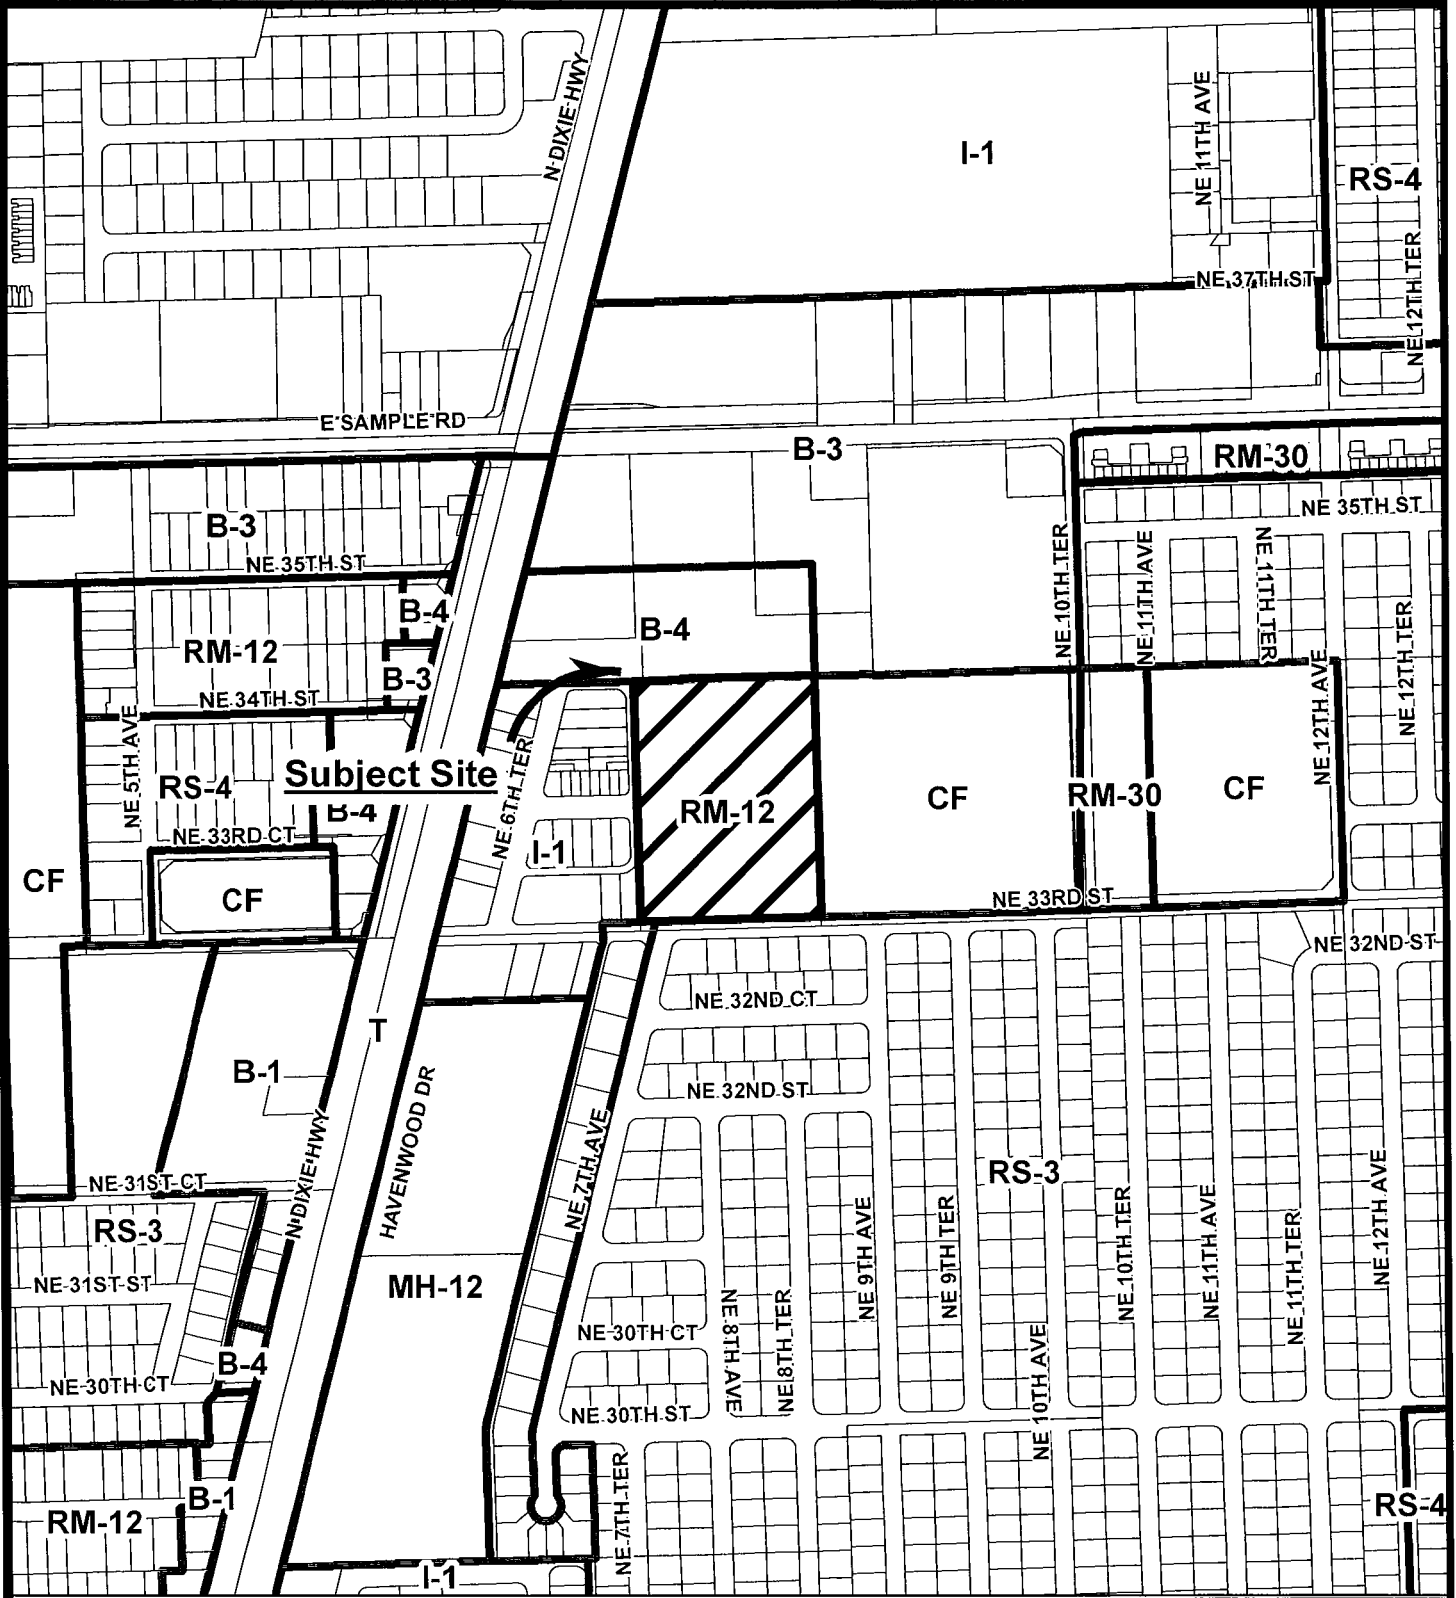 N DIXIE HWY
I-1
NE 11TH AVE
RS-4
NE 12TH TER
NE 37TH ST
E SAMPLE RD
B-3
RM-30
NE 35TH ST
B-3
NE 35TH ST
NE 10TH TER
NE 11TH AVE
NE 11TH TER
NE 12TH TER
B-4
B-4
RM-12
B-3
NE 34TH ST
NE 5TH AVE
NE 12TH AVE
Subject Site
RS-4
B-4
NE 6TH TER
RM-12
CF
RM-30
CF
NE 33RD CT
I-1
CF
CF
NE 33RD ST
NE 32ND ST
NE 32ND CT
T
B-1
NE 32ND ST
HAVENWOOD DR
NE 7TH AVE
N DIXIE HWY
NE 31ST CT
RS-3
RS-3
NE 9TH AVE
NE 9TH TER
NE 10TH TER
NE 11TH AVE
NE 11TH TER
NE 12TH AVE
NE 31ST ST
MH-12
NE 8TH AVE
NE 8TH TER
NE 30TH CT
NE 10TH AVE
B-4
NE 30TH CT
NE 30TH ST
B-1
RM-12
NE 7TH TER
RS-4
I-1